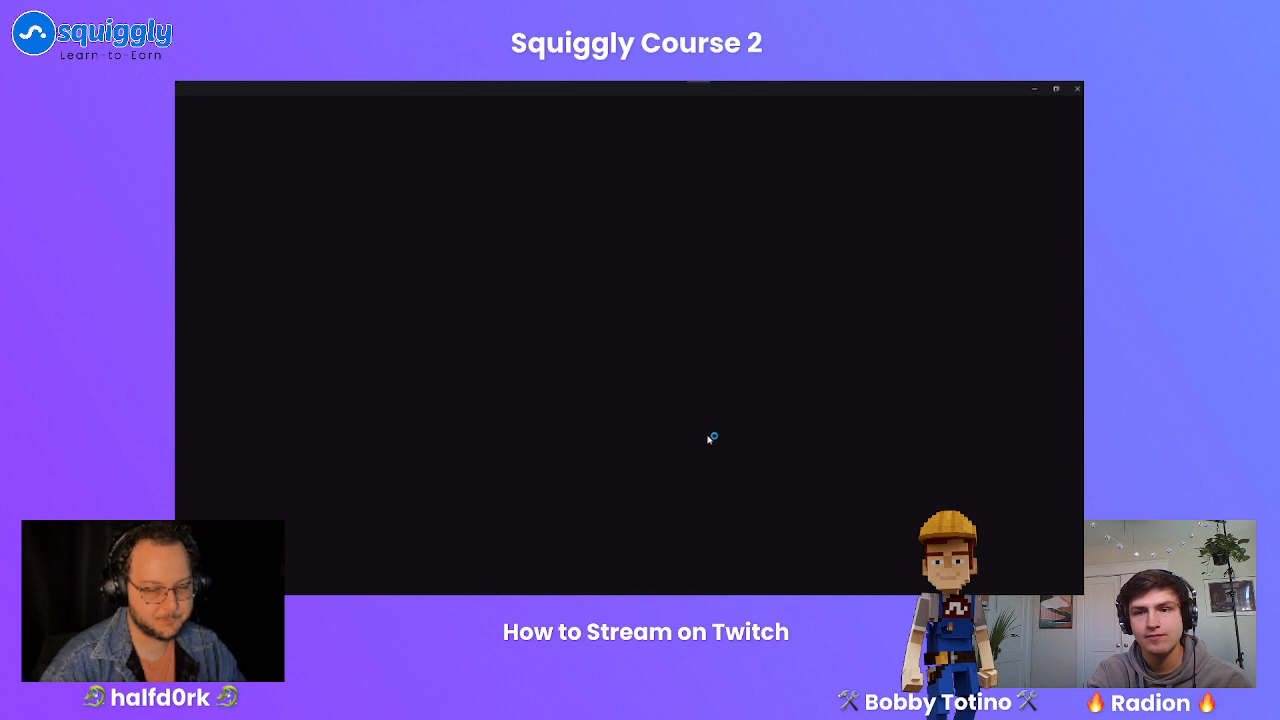 squiggly
Learn-to-Earn
Squiggly Course 2
How to Stream on Twitch
halfd0rk
Bobby Totino
Radion